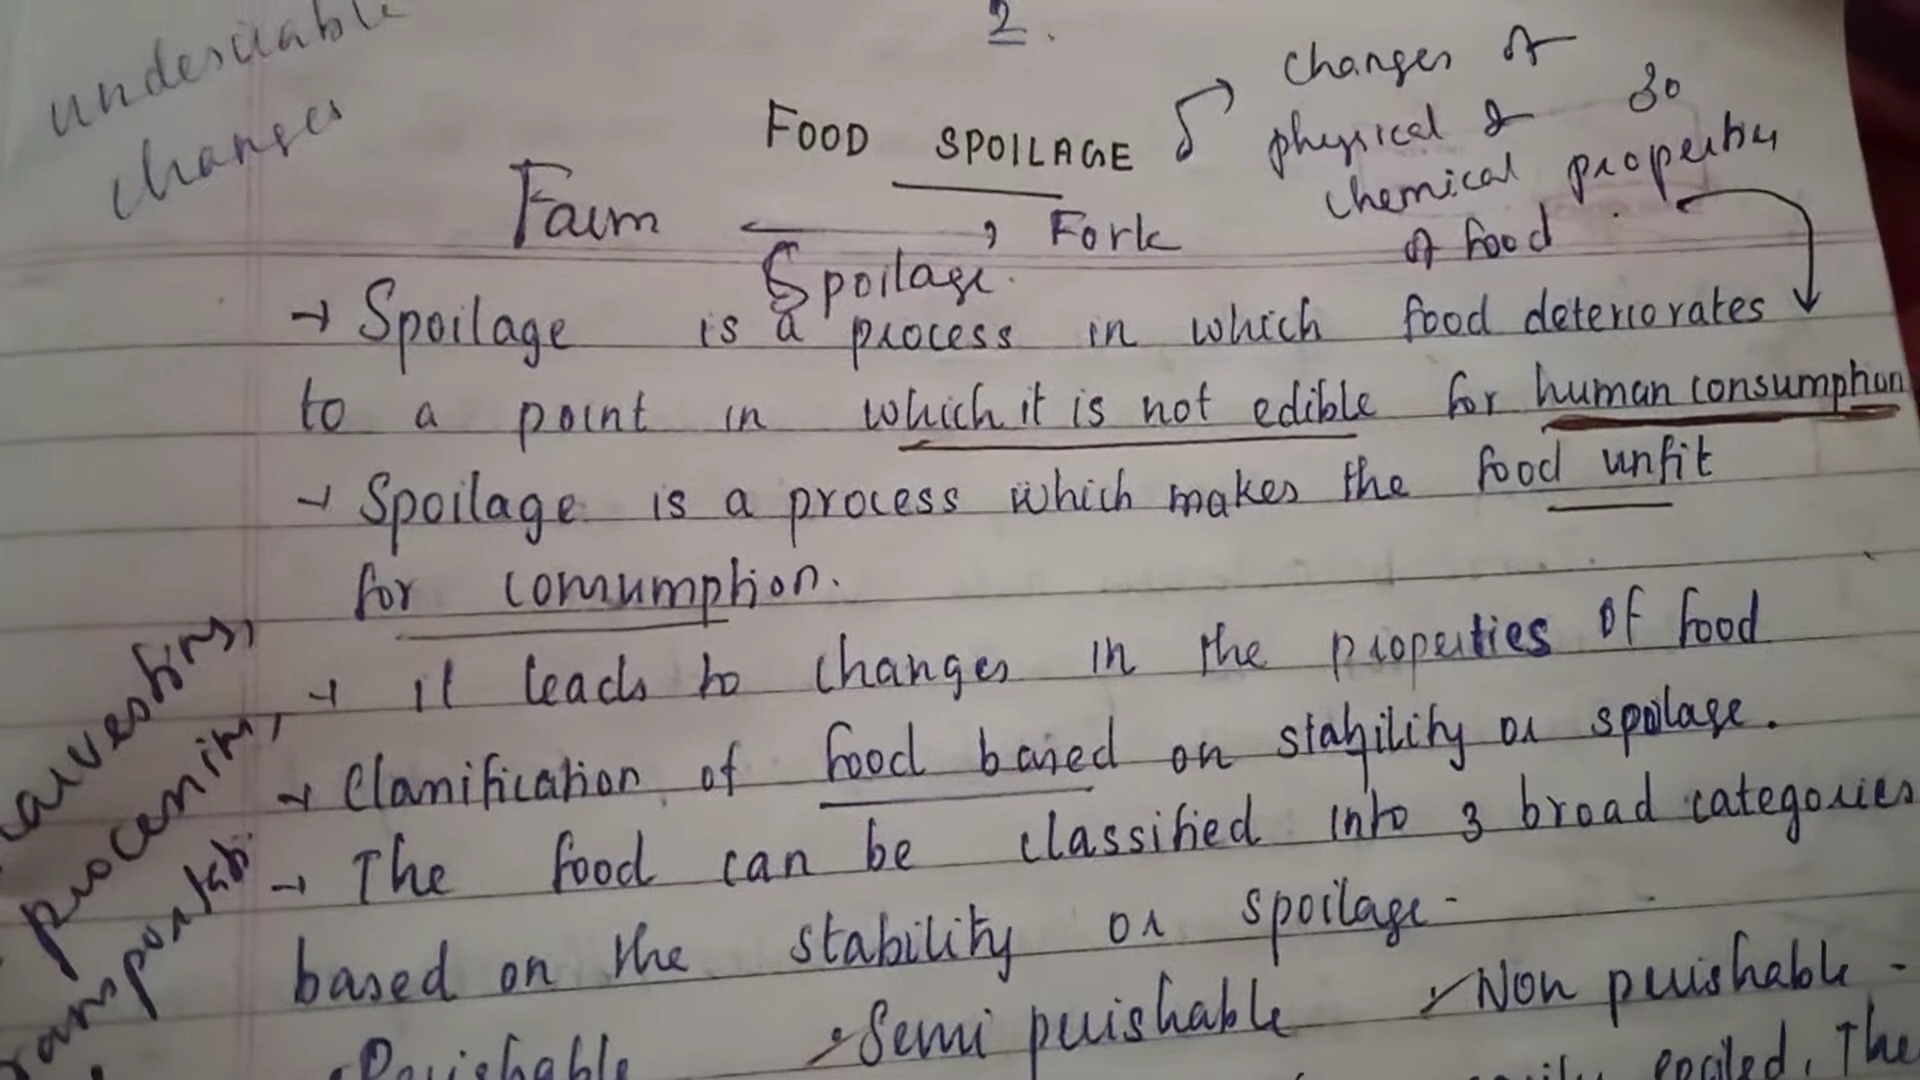 2.
undesirable
changes
FOOD SPOILAGE
changes of
physical &
chemical properties
of food
Farm → Fork
Spoilage.
→ Spoilage is a process in which food deteriorates
to a point in which it is not edible for human consumption
→ Spoilage is a process which makes the food unfit
for consumption.
→ it leads to changes in the properties of food
→ Classification of food based on stability or spoilage.
→ The food can be classified into 3 broad categories
based on the stability or spoilage -
Perishable Semi perishable Non perishable -
spoiled. The
processing,